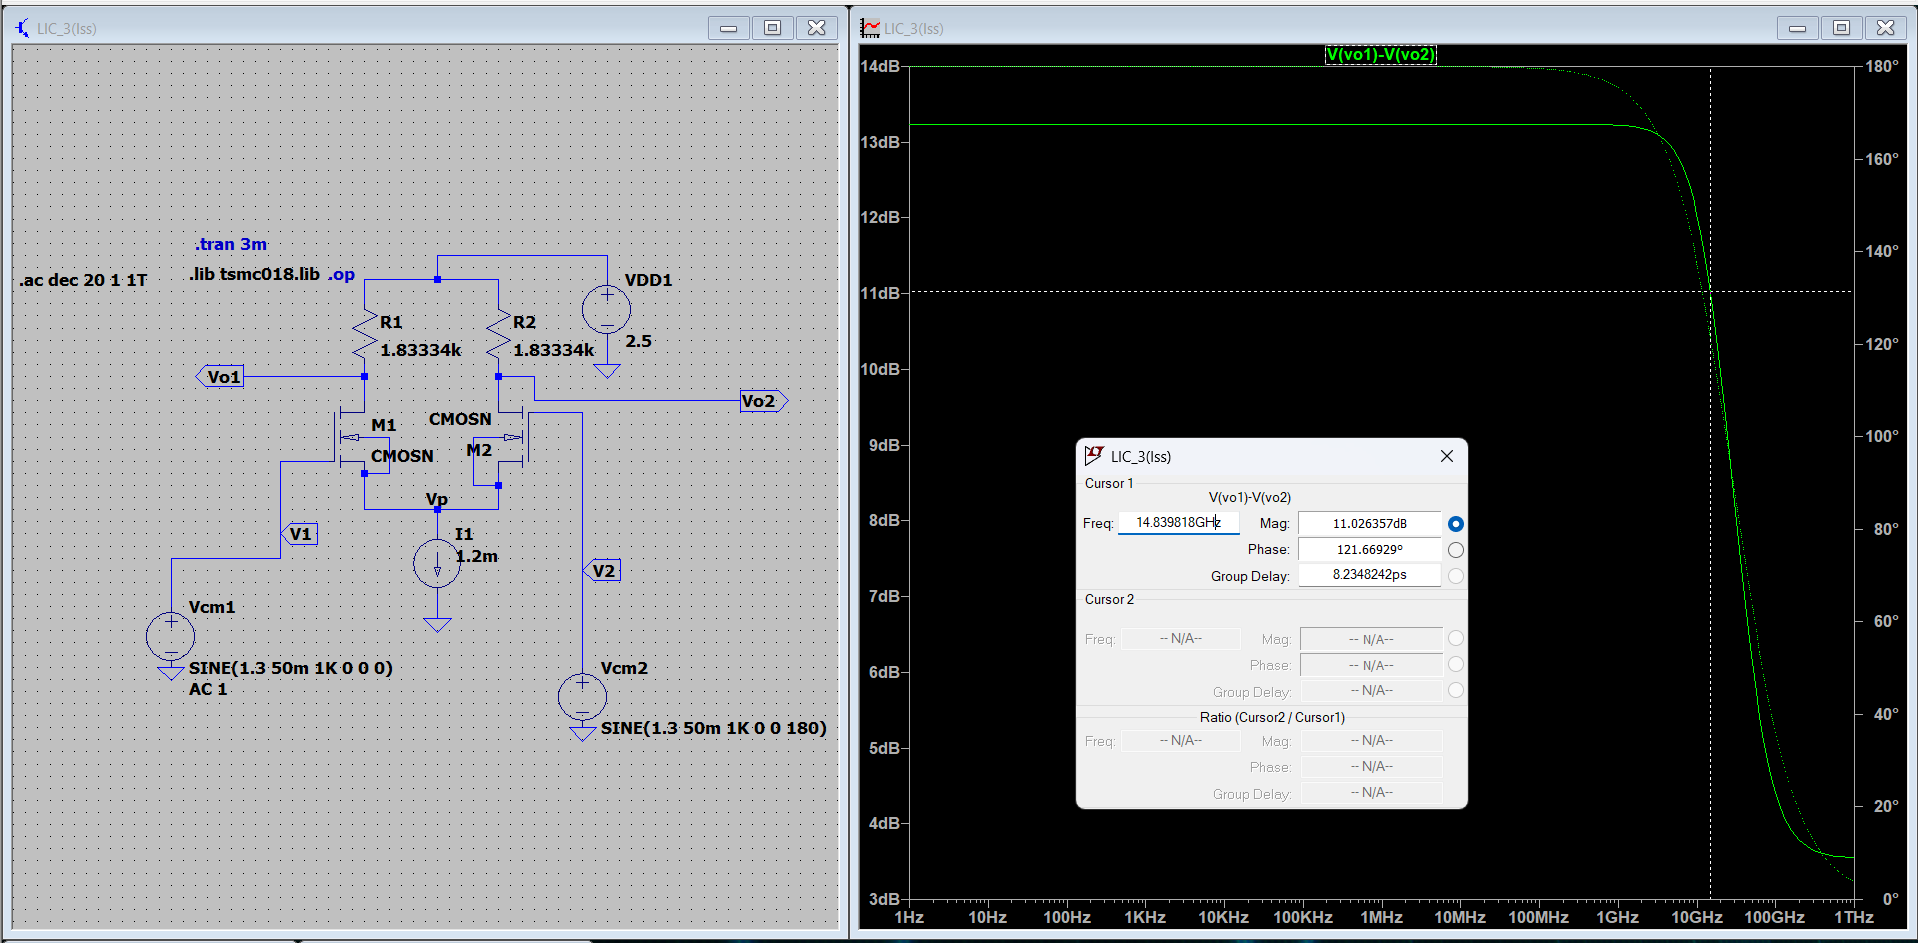 LIC_3(Iss)
.tran 3m
.ac dec 20 1 1T
.lib tsmc018.lib .op
VDD1
2.5
R1
1.83334k
R2
1.83334k
Vo1
Vo2
M1
CMOSN
CMOSN
M2
Vp
I1
1.2m
V1
V2
Vcm1
SINE(1.3 50m 1K 0 0 0)
AC 1
Vcm2
SINE(1.3 50m 1K 0 0 180)
LIC_3(Iss)
V(vo1)-V(vo2)
14dB
13dB
12dB
11dB
10dB
9dB
8dB
7dB
6dB
5dB
4dB
3dB
180°
160°
140°
120°
100°
80°
60°
40°
20°
0°
1Hz 10Hz 100Hz 1KHz 10KHz 100KHz 1MHz 10MHz 100MHz 1GHz 10GHz 100GHz 1THz
LIC_3(Iss)
Cursor 1
V(vo1)-V(vo2)
Freq: 14.839818GHz Mag: 11.026357dB
Phase: 121.66929°
Group Delay: 8.2348242ps
Cursor 2
Freq: -- N/A-- Mag: -- N/A--
Phase: -- N/A--
Group Delay: -- N/A--
Ratio (Cursor2 / Cursor1)
Freq: -- N/A-- Mag: -- N/A--
Phase: -- N/A--
Group Delay: -- N/A--